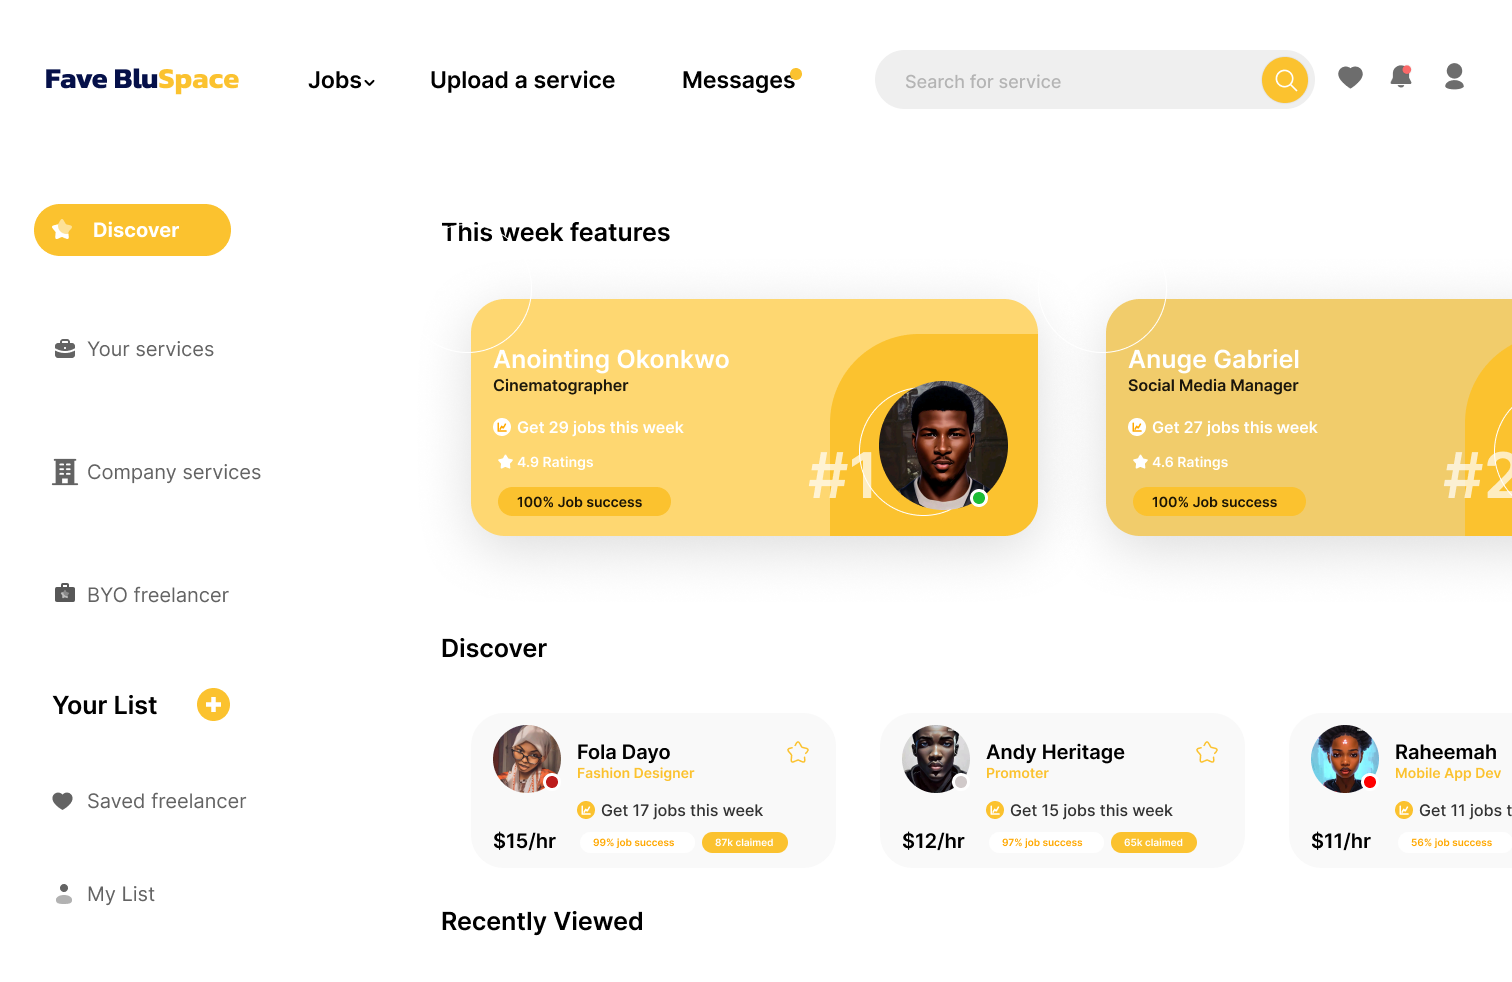 Fave BluSpace
Jobs
Upload a service
Messages
Search for service
Discover
Your services
Company services
BYO freelancer
Your List
Saved freelancer
My List
This week features
Anointing Okonkwo
Cinematographer
Get 29 jobs this week
4.9 Ratings
100% Job success
#1
Anuge Gabriel
Social Media Manager
Get 27 jobs this week
4.6 Ratings
100% Job success
#2
Discover
Fola Dayo
Fashion Designer
Get 17 jobs this week
$15/hr
99% job success
87k claimed
Andy Heritage
Promoter
Get 15 jobs this week
$12/hr
97% job success
65k claimed
Raheemah
Mobile App Dev
Get 11 jobs t
$11/hr
56% job success
Recently Viewed